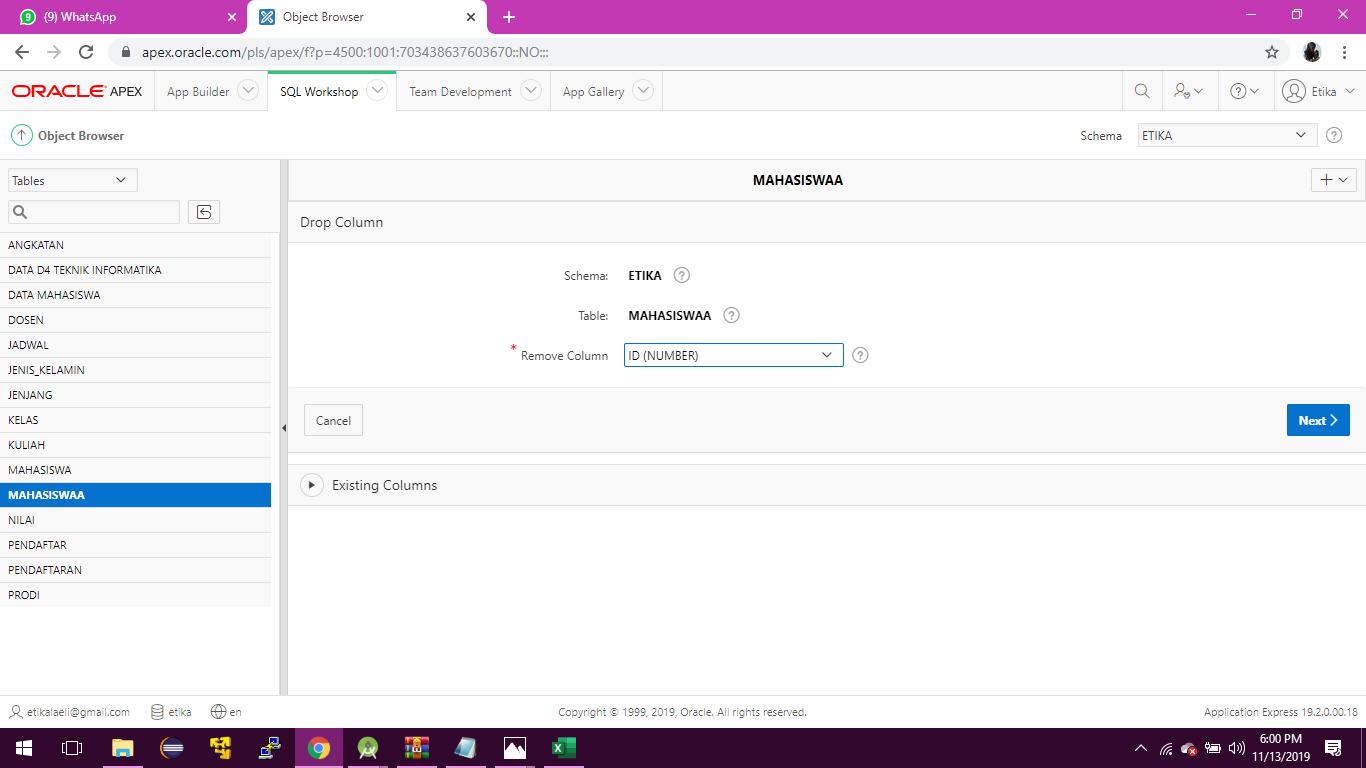 (9) WhatsApp
Object Browser
apex.oracle.com/pls/apex/f?p=4500:1001:703438637603670::NO:::
ORACLE APEX App Builder SQL Workshop Team Development App Gallery Etika
Object Browser
Schema ETIKA
Tables
MAHASISWAA
Drop Column
ANGKATAN
DATA D4 TEKNIK INFORMATIKA
DATA MAHASISWA
DOSEN
JADWAL
JENIS_KELAMIN
JENJANG
KELAS
KULIAH
MAHASISWA
MAHASISWAA
NILAI
PENDAFTAR
PENDAFTARAN
PRODI
Schema: ETIKA ?
Table: MAHASISWAA ?
* Remove Column ID (NUMBER) ?
Cancel
Next
Existing Columns
etikalaeli@gmail.com etika en
Copyright © 1999, 2019, Oracle. All rights reserved.
Application Express 19.2.0.00.18
6:00 PM
11/13/2019